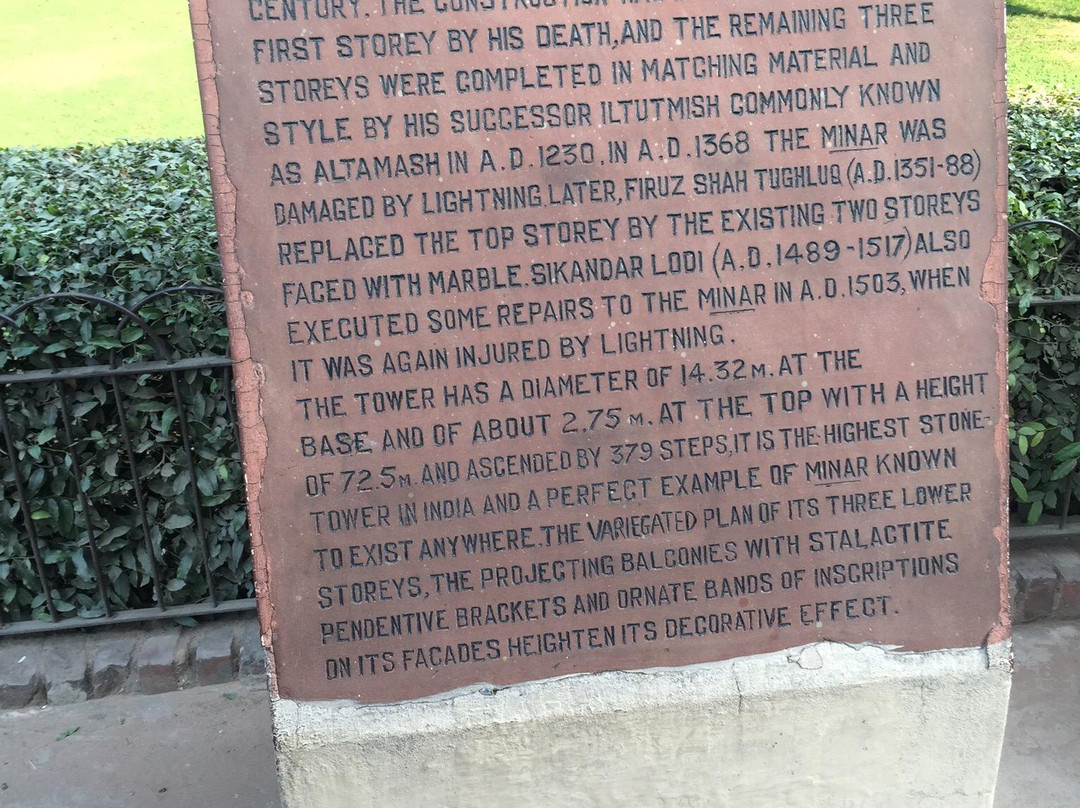 CENTURY. THE CONSTRUCTION
FIRST STOREY BY HIS DEATH, AND THE REMAINING THREE
STOREYS WERE COMPLETED IN MATCHING MATERIAL AND
STYLE BY HIS SUCCESSOR ILTUTMISH COMMONLY KNOWN
AS ALTAMASH IN A.D.1230. IN A.D.1368 THE MINAR WAS
DAMAGED BY LIGHTNING. LATER, FIRUZ SHAH TUGHLUQ (A.D.1351-88)
REPLACED THE TOP STOREY BY THE EXISTING TWO STOREYS
FACED WITH MARBLE. SIKANDAR LODI (A.D.1489-1517) ALSO
EXECUTED SOME REPAIRS TO THE MINAR IN A.D.1503, WHEN
IT WAS AGAIN INJURED BY LIGHTNING.
THE TOWER HAS A DIAMETER OF 14.32 M. AT THE
BASE AND OF ABOUT 2.75 M. AT THE TOP WITH A HEIGHT
OF 72.5 M. AND ASCENDED BY 379 STEPS, IT IS THE HIGHEST STONE-
TOWER IN INDIA AND A PERFECT EXAMPLE OF MINAR KNOWN
TO EXIST ANYWHERE. THE VARIEGATED PLAN OF ITS THREE LOWER
STOREYS, THE PROJECTING BALCONIES WITH STALACTITE
PENDENTIVE BRACKETS AND ORNATE BANDS OF INSCRIPTIONS
ON ITS FAÇADES HEIGHTEN ITS DECORATIVE EFFECT.